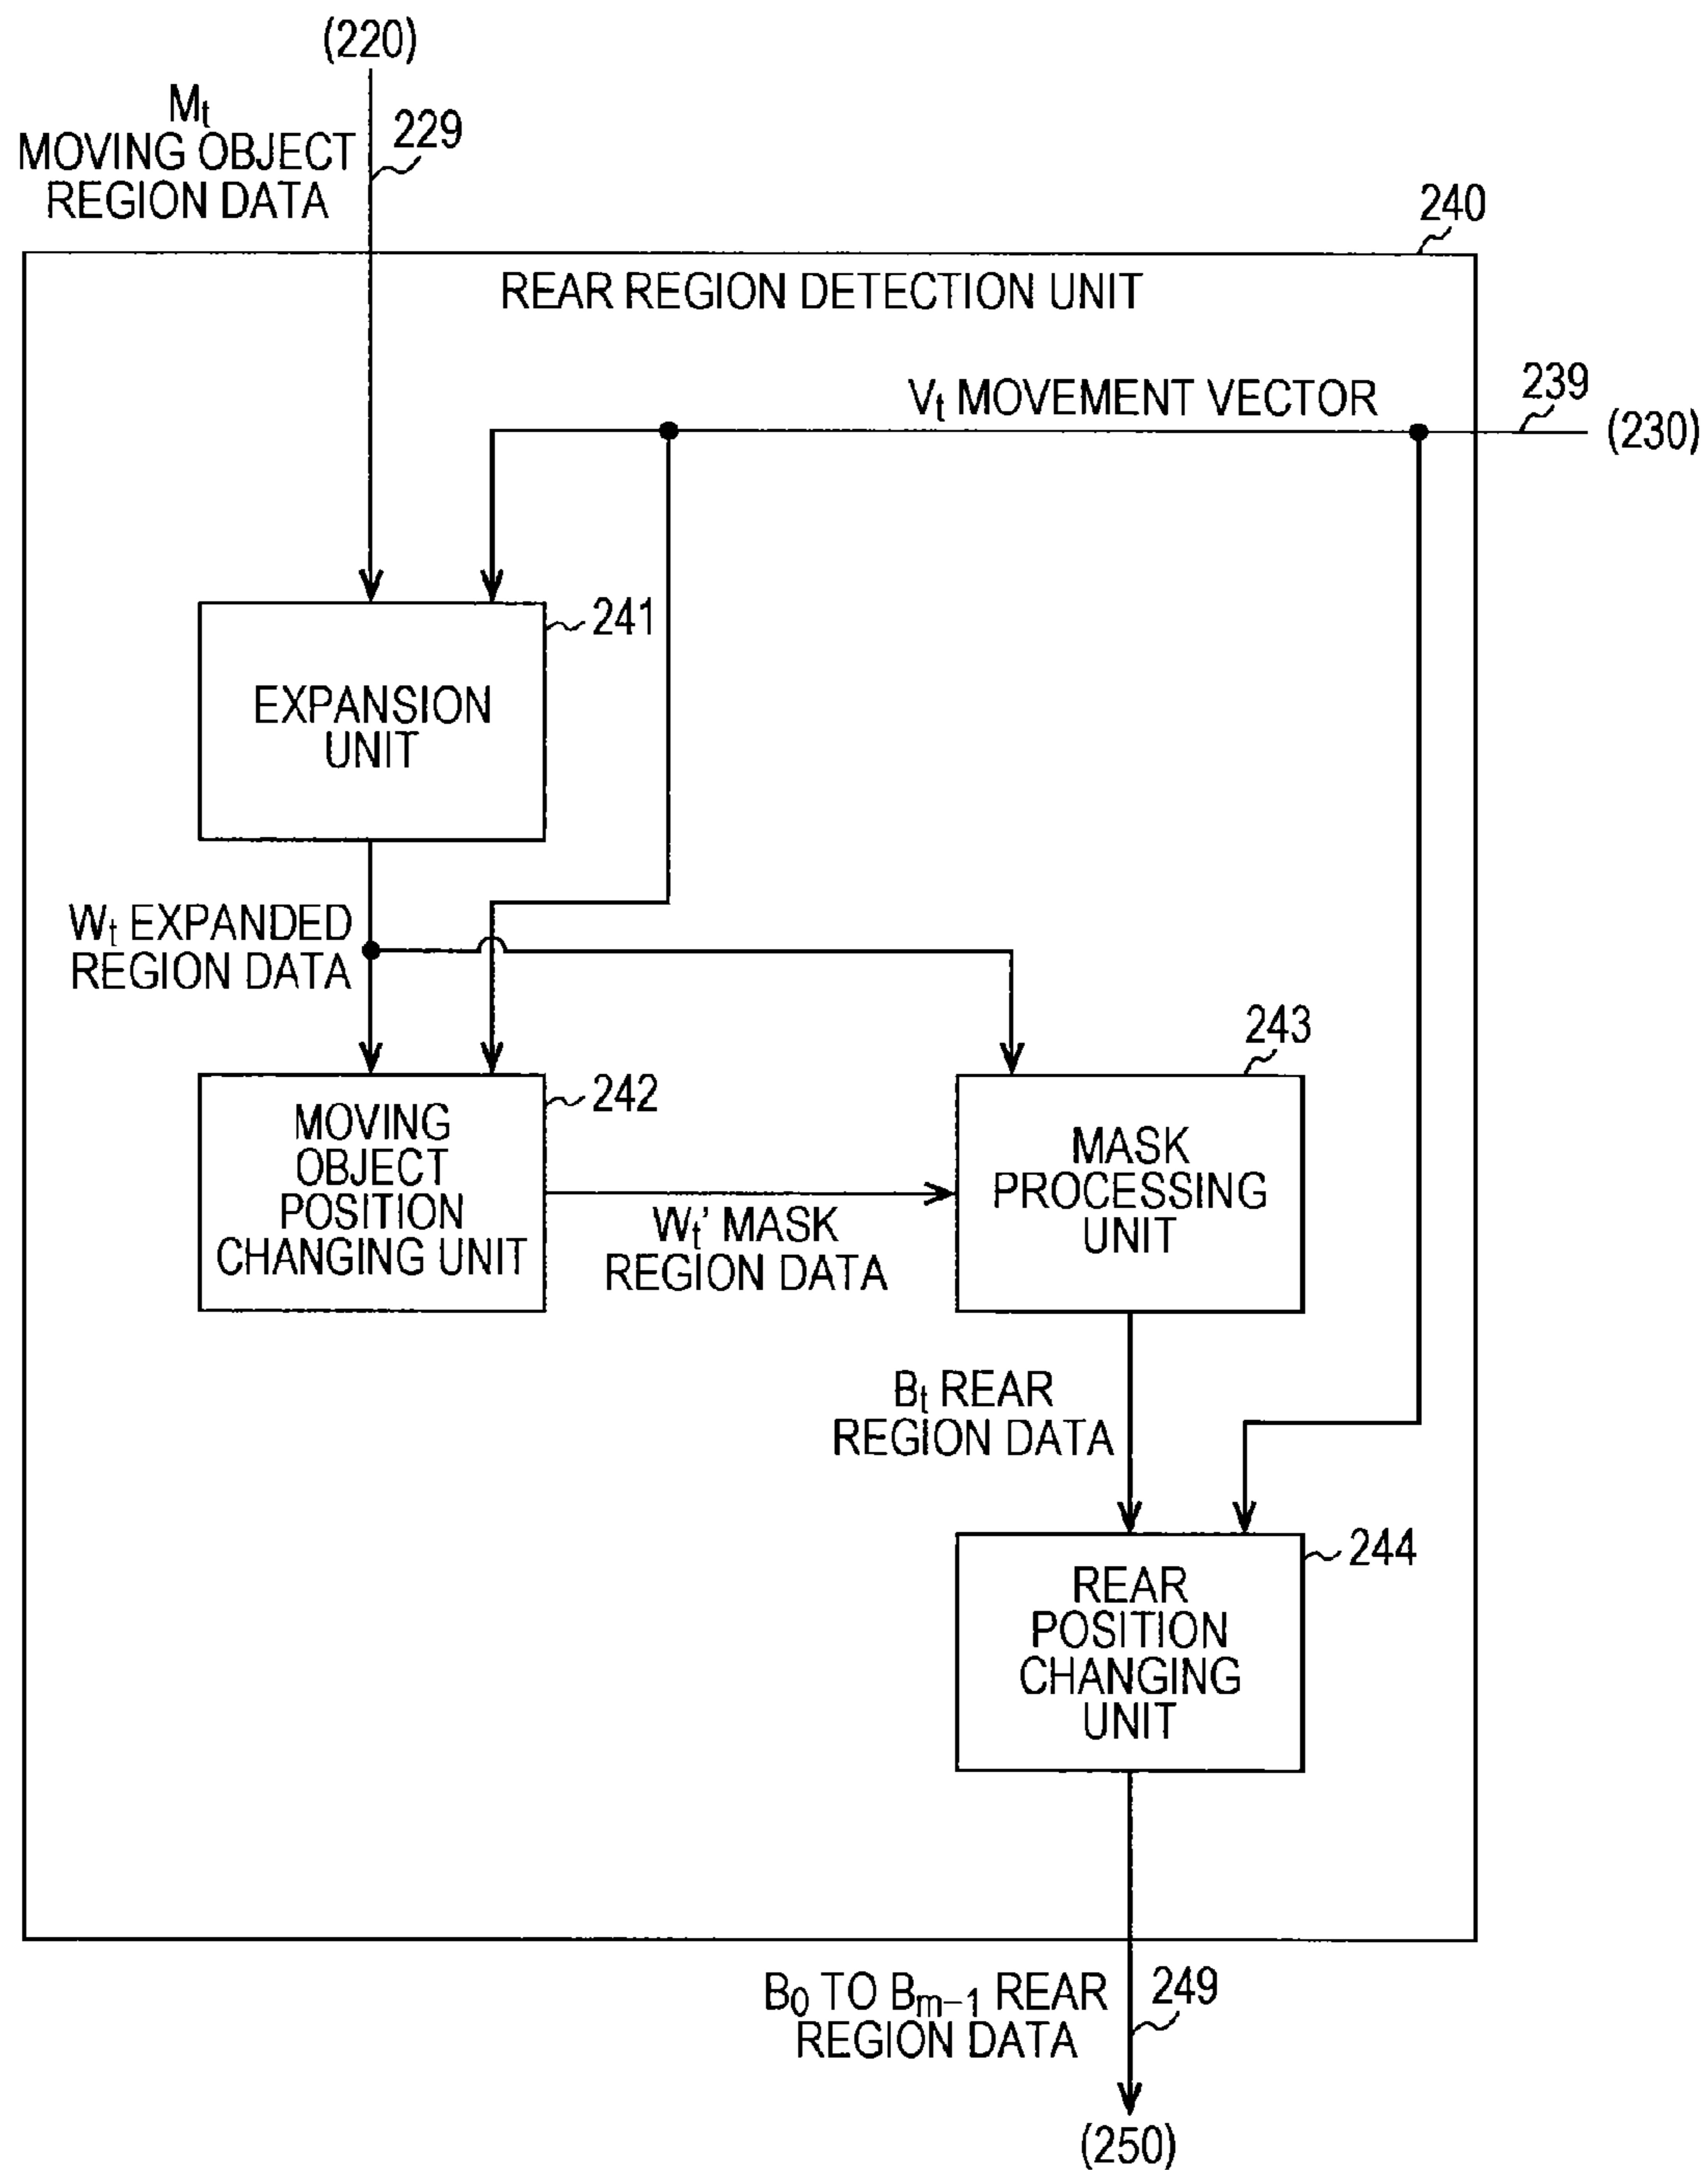 (220)
Mt
MOVING OBJECT
REGION DATA
229
240
REAR REGION DETECTION UNIT
Vt MOVEMENT VECTOR
239
(230)
241
EXPANSION
UNIT
Wt EXPANDED
REGION DATA
243
242
MOVING
OBJECT
POSITION
CHANGING UNIT
MASK
PROCESSING
UNIT
Wt' MASK
REGION DATA
Bt REAR
REGION DATA
244
REAR
POSITION
CHANGING
UNIT
B0 TO Bm-1 REAR
REGION DATA
249
(250)